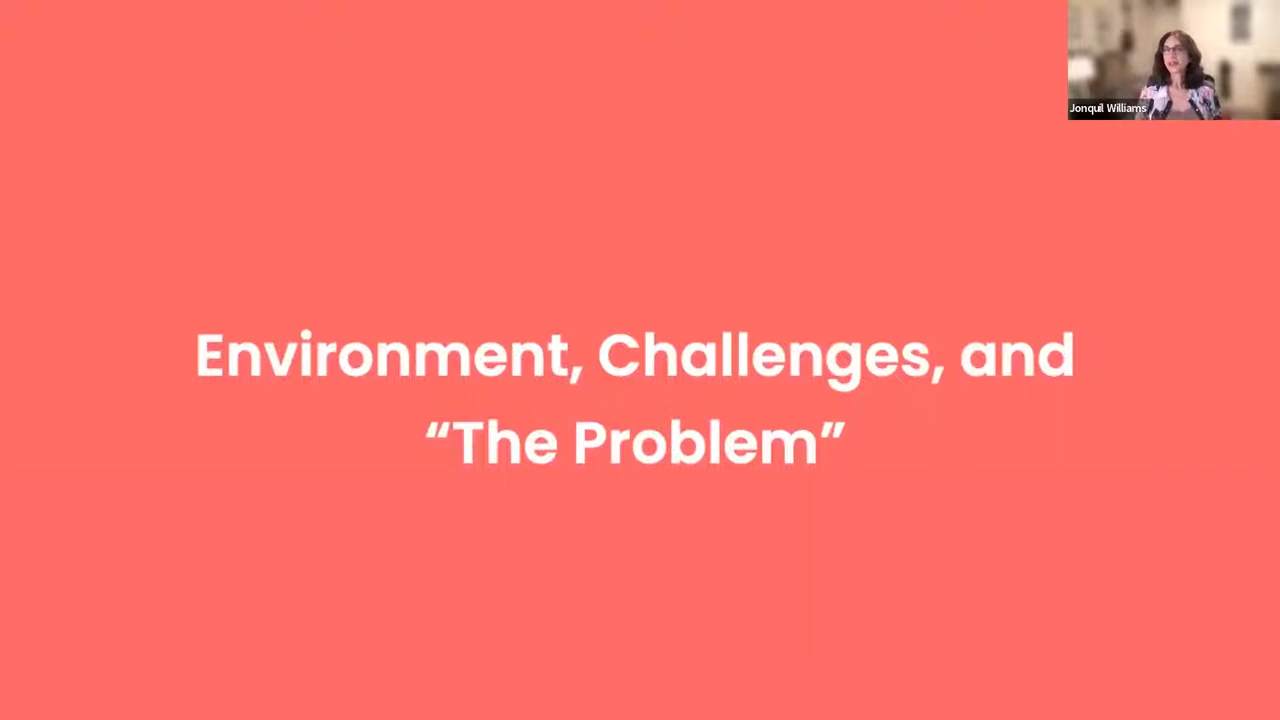 Jonquil Williams
Environment, Challenges, and
“The Problem”